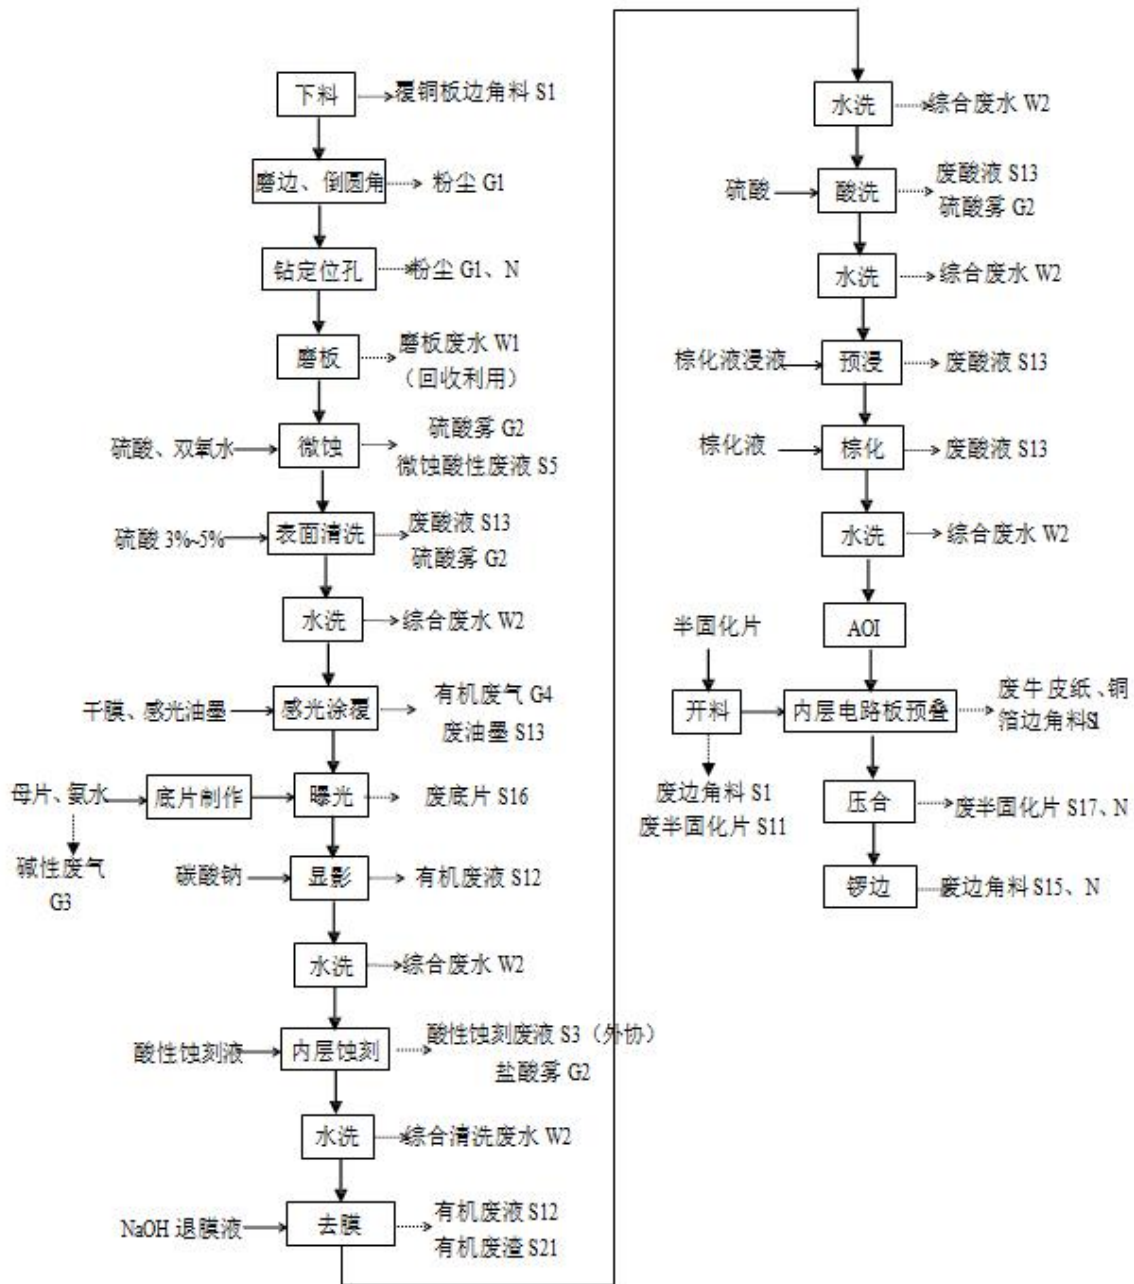 下料
覆铜板边角料 S1
磨边、倒圆角
粉尘 G1
钻定位孔
粉尘 G1、N
磨板
磨板废水 W1
（回收利用）
硫酸、双氧水
微蚀
硫酸雾 G2
微蚀酸性废液 S5
硫酸 3%~5%
表面清洗
废酸液 S13
硫酸雾 G2
水洗
综合废水 W2
干膜、感光油墨
感光涂覆
有机废气 G4
废油墨 S13
母片、氨水
底片制作
曝光
废底片 S16
碱性废气
G3
碳酸钠
显影
有机废液 S12
水洗
综合废水 W2
酸性蚀刻液
内层蚀刻
酸性蚀刻废液 S3（外协）
盐酸雾 G2
水洗
综合清洗废水 W2
NaOH 退膜液
去膜
有机废液 S12
有机废渣 S21
水洗
综合废水 W2
硫酸
酸洗
废酸液 S13
硫酸雾 G2
水洗
综合废水 W2
棕化液浸液
预浸
废酸液 S13
棕化液
棕化
废酸液 S13
水洗
综合废水 W2
AOI
半固化片
开料
内层电路板预叠
废牛皮纸、铜
箔边角料S1
废边角料 S1
废半固化片 S11
压合
废半固化片 S17、N
锣边
废边角料 S15、N